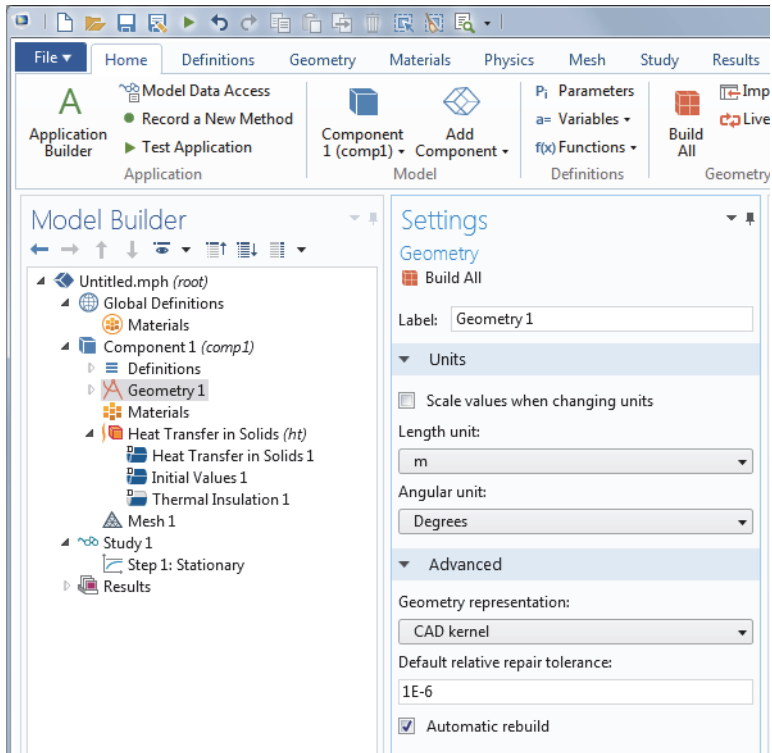 File
Home
Definitions
Geometry
Materials
Physics
Mesh
Study
Results
A
Application
Builder
Model Data Access
Record a New Method
Test Application
Application
Component
1 (comp1)
Add
Component
Model
Pi Parameters
a= Variables
f(x) Functions
Definitions
Build
All
Imp
Live
Geometry
Model Builder
Untitled.mph (root)
Global Definitions
Materials
Component 1 (comp1)
Definitions
Geometry 1
Materials
Heat Transfer in Solids (ht)
Heat Transfer in Solids 1
Initial Values 1
Thermal Insulation 1
Mesh 1
Study 1
Step 1: Stationary
Results
Settings
Geometry
Build All
Label: Geometry 1
Units
Scale values when changing units
Length unit:
m
Angular unit:
Degrees
Advanced
Geometry representation:
CAD kernel
Default relative repair tolerance:
1E-6
Automatic rebuild